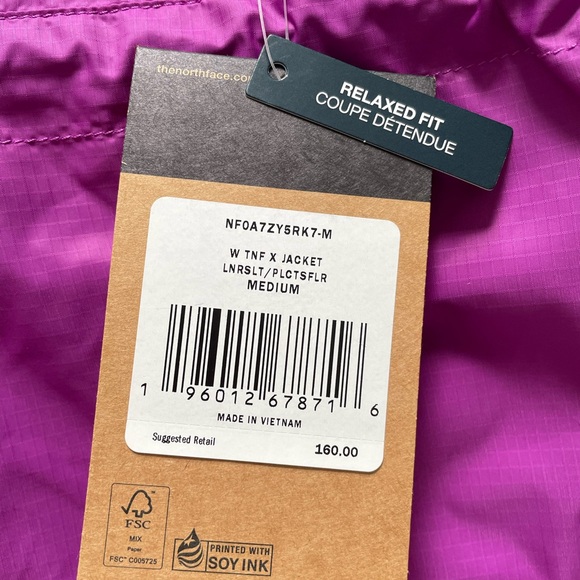 thenorthface.co
RELAXED FIT
COUPE DÉTENDUE
NF0A7ZY5RK7-M
W TNF X JACKET
LNRSLT/PLCTSFLR
MEDIUM
1 96012 67871 6
MADE IN VIETNAM
Suggested Retail 160.00
FSC
MIX
Paper
FSC® C005725
PRINTED WITH
SOY INK